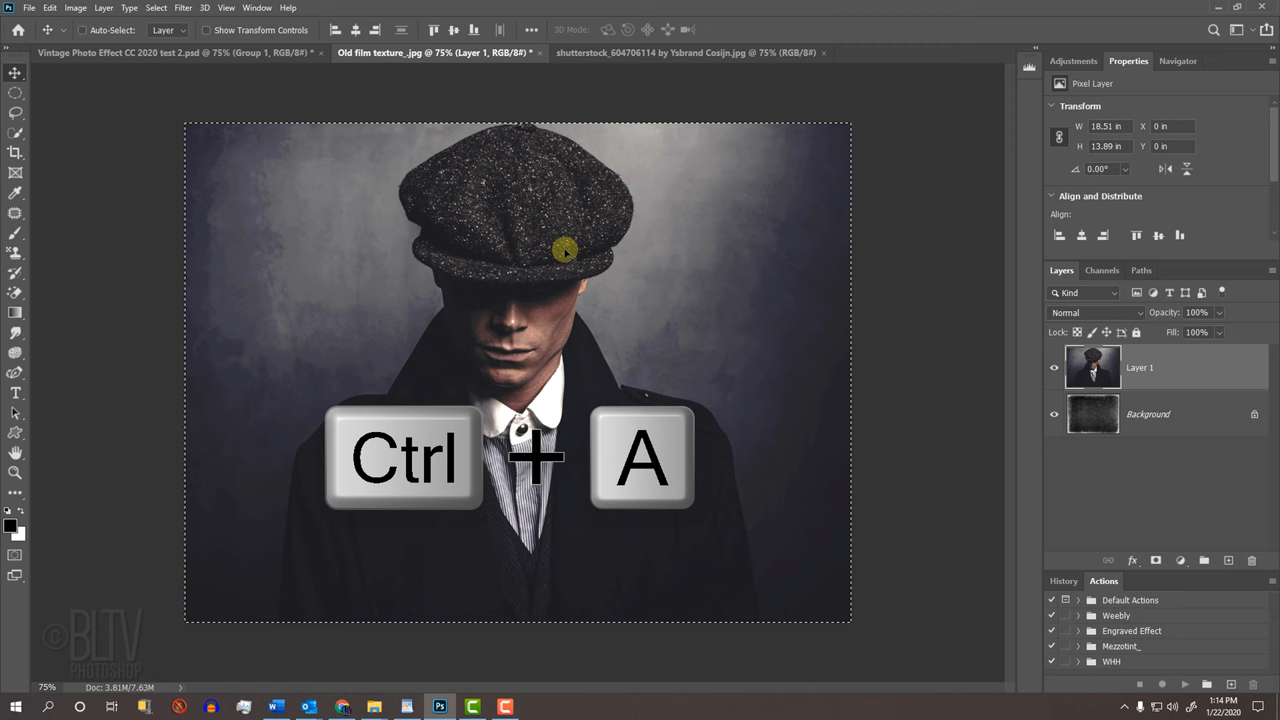 File Edit Image Layer Type Select Filter 3D View Window Help
Auto-Select: Layer Show Transform Controls 3D Mode:
Vintage Photo Effect CC 2020 test 2.psd @ 75% (Group 1, RGB/8#) * × Old film texture_.jpg @ 75% (Layer 1, RGB/8#) * × shutterstock_604706114 by Ysbrand Cosijn.jpg @ 75% (RGB/8#) ×
Adjustments Properties Navigator
Pixel Layer
Transform
W 18.51 in X 0 in
H 13.89 in Y 0 in
0.00°
Align and Distribute
Align:
Layers Channels Paths
Kind
Normal Opacity: 100%
Lock: Fill: 100%
Layer 1
Background
Ctrl + A
History Actions
Default Actions
Weebly
Engraved Effect
Mezzotint_
WHH
©BLTV
PHOTOSHOP
75% Doc: 3.81M/7.63M
1:14 PM
1/22/2020